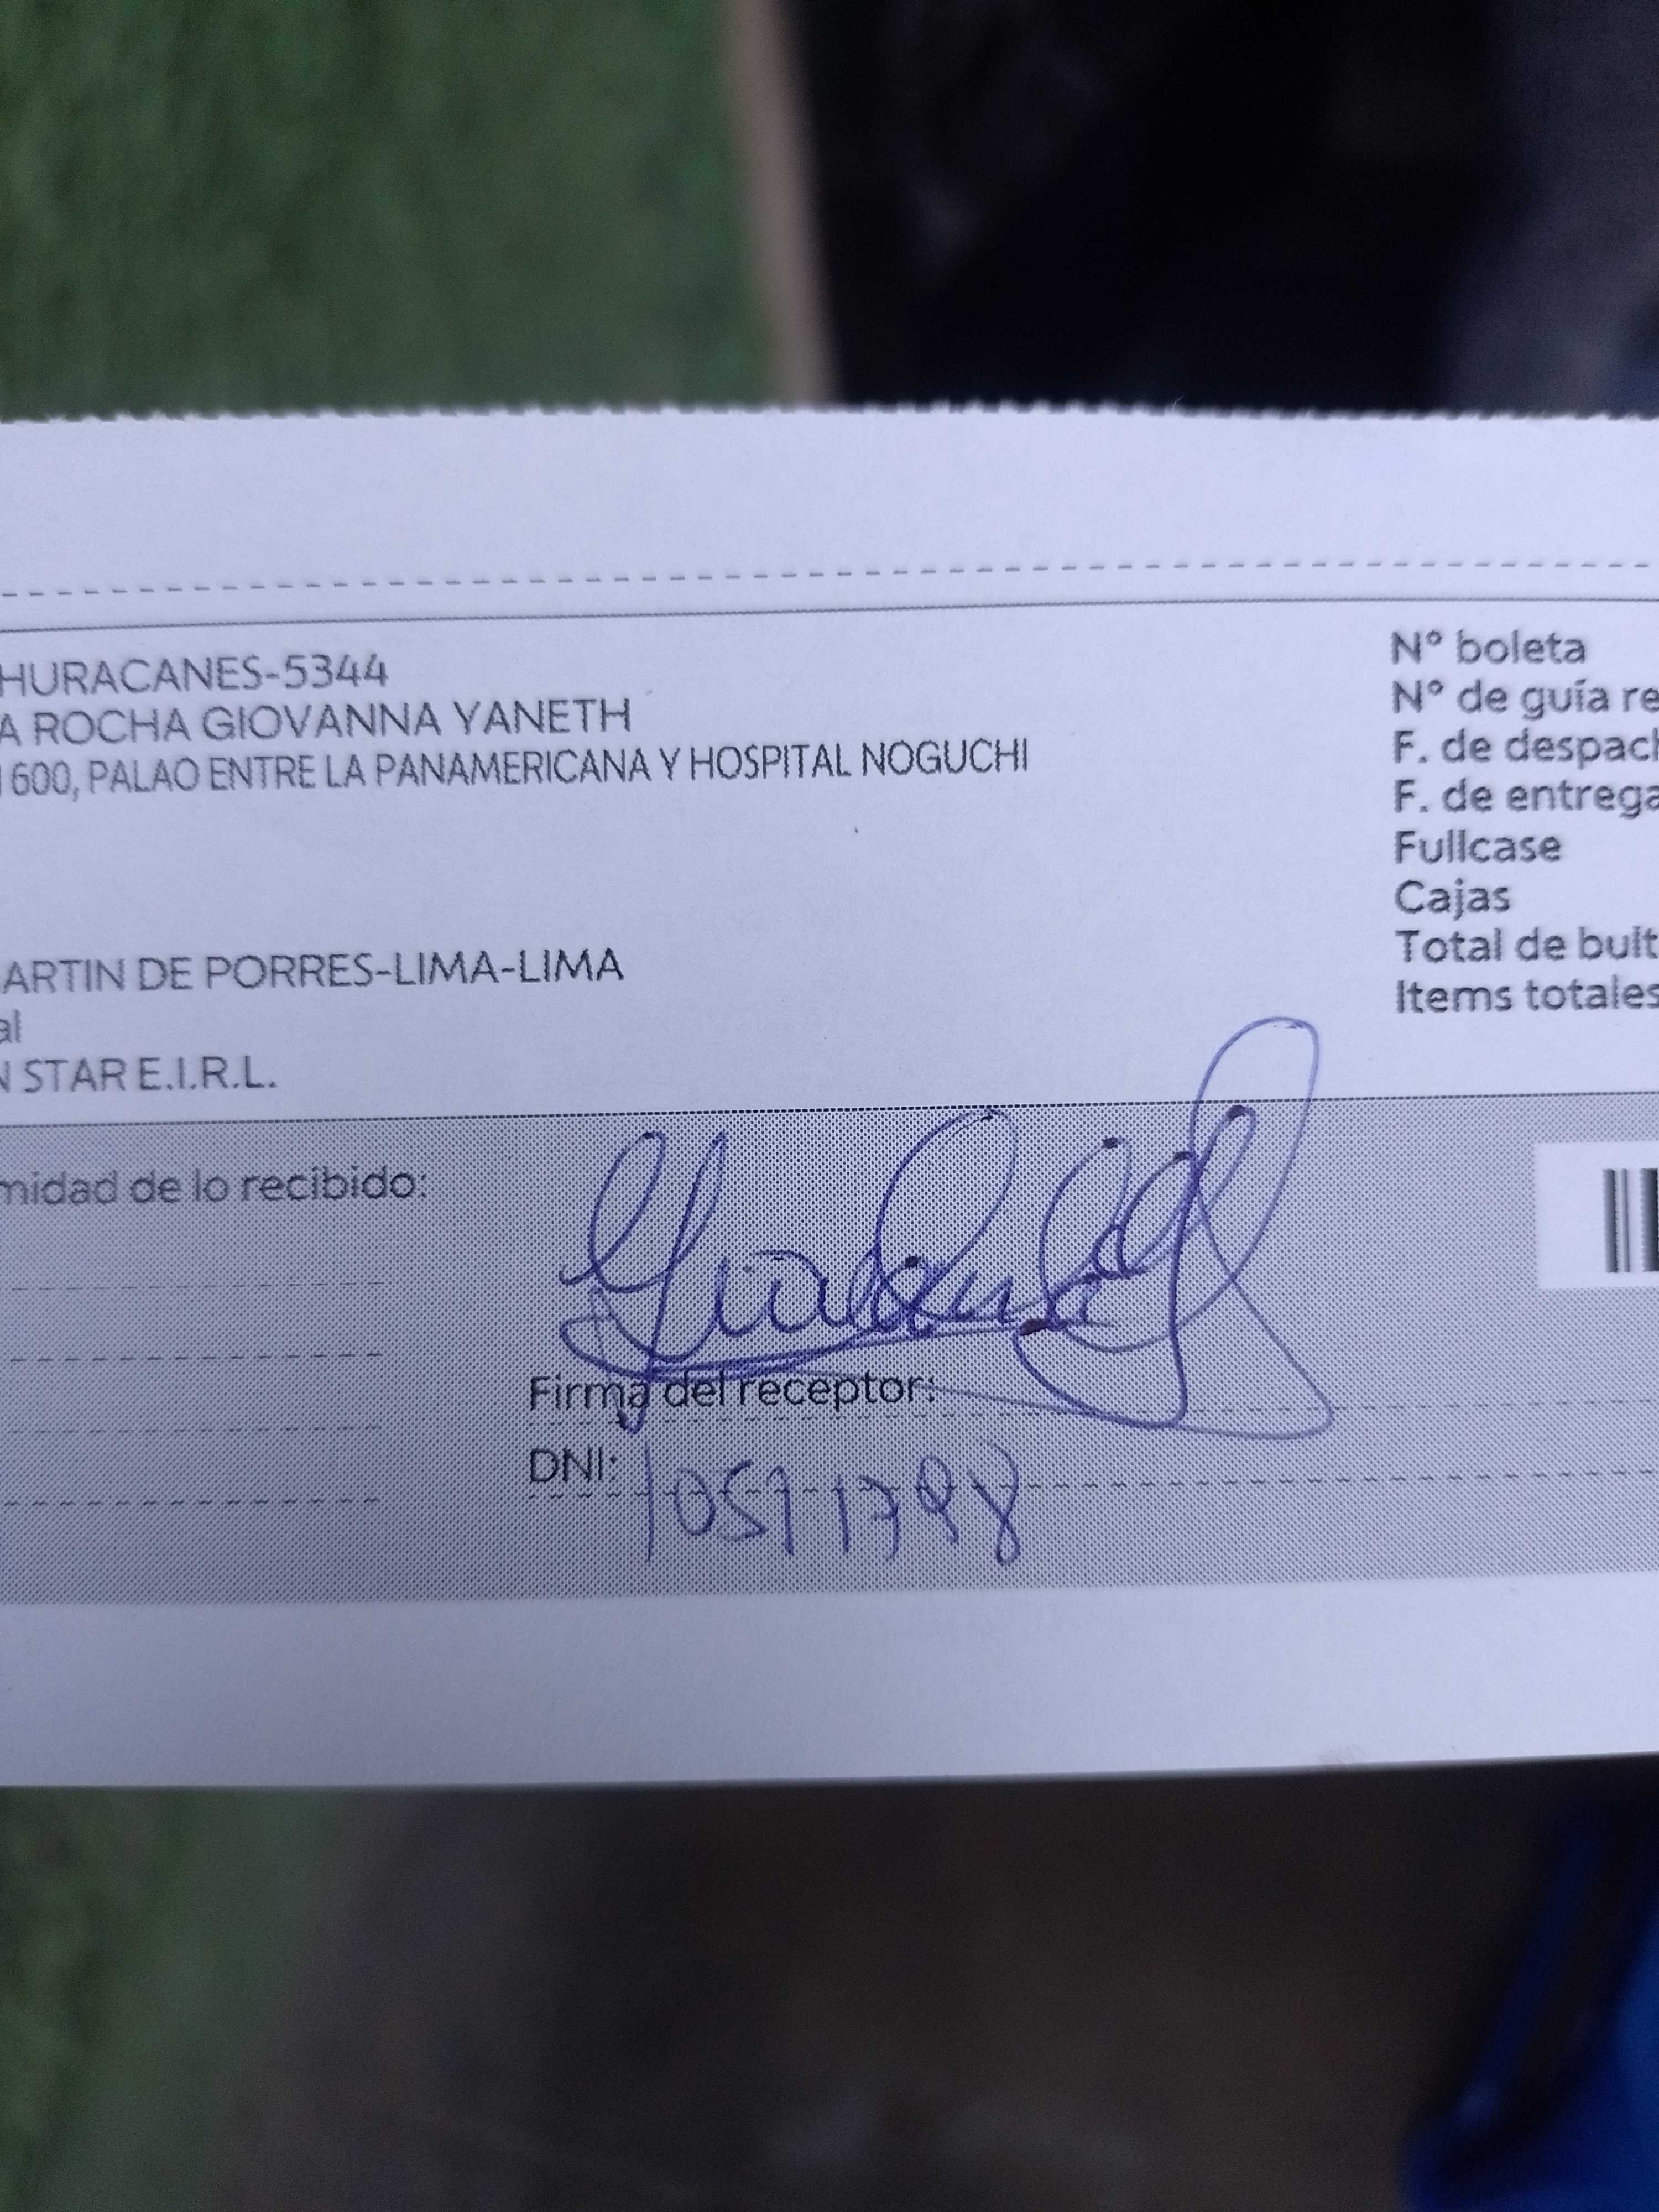 HURACANES-5344
A ROCHA GIOVANNA YANETH
1600, PALAO ENTRE LA PANAMERICANA Y HOSPITAL NOGUCHI
ARTIN DE PORRES-LIMA-LIMA
al
N STAR E.I.R.L.
N° boleta
N° de guía re
F. de despach
F. de entrega
Fullcase
Cajas
Total de bult
Items totales
midad de lo recibido:
Firma del receptor:
DNI: 10591798